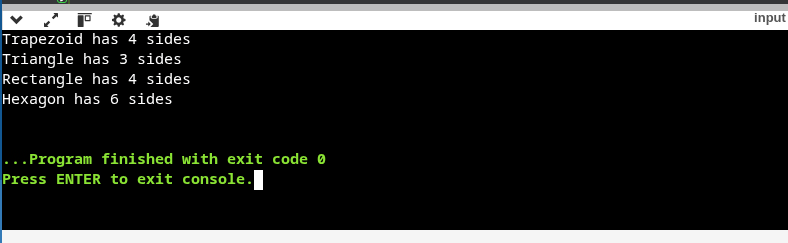 input
Trapezoid has 4 sides
Triangle has 3 sides
Rectangle has 4 sides
Hexagon has 6 sides
...Program finished with exit code 0
Press ENTER to exit console.